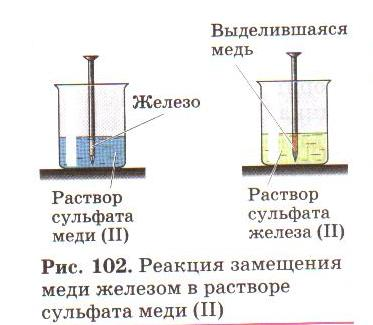 Выделившаяся
медь
Железо
Раствор
сульфата
меди (II)
Раствор
сульфата
железа (II)
Рис. 102. Реакция замещения
меди железом в растворе
сульфата меди (II)